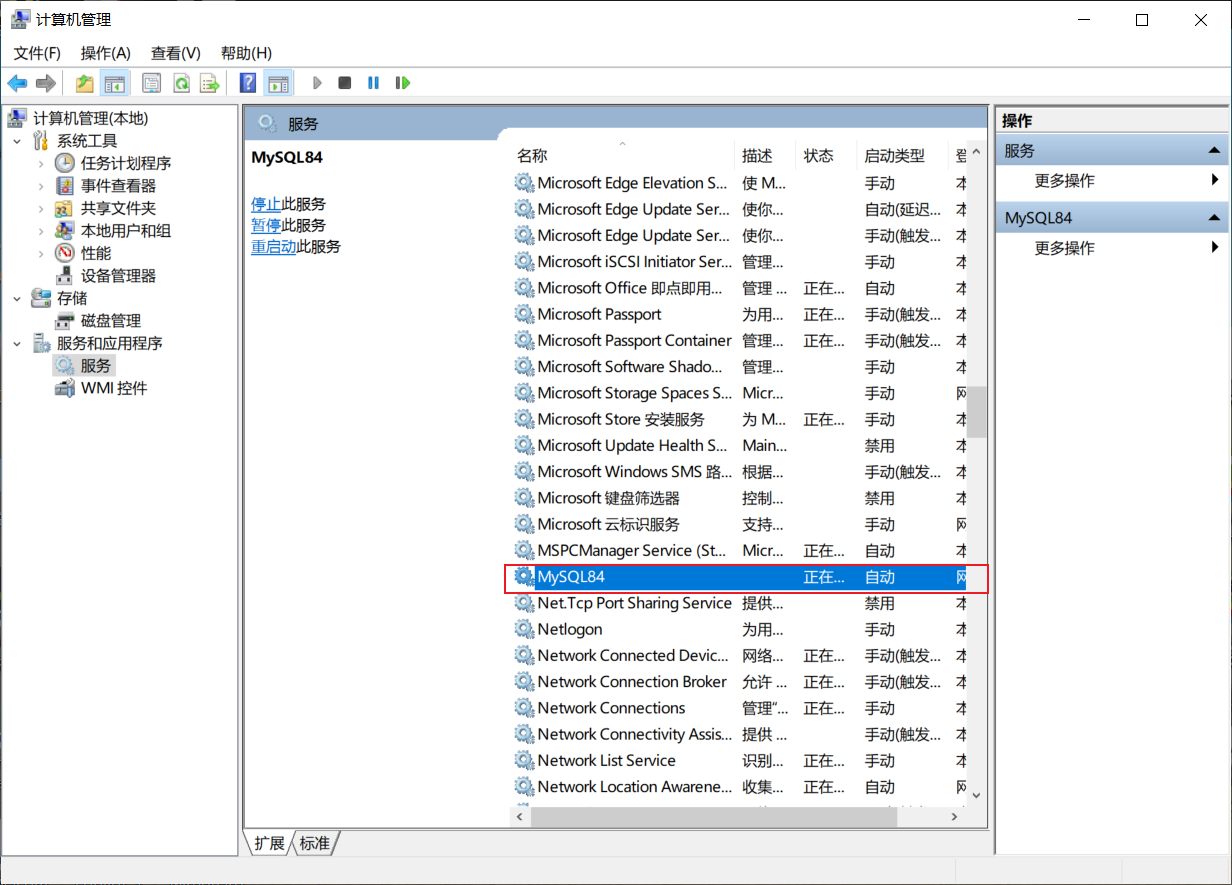 计算机管理
文件(F) 操作(A) 查看(V) 帮助(H)
计算机管理(本地)
系统工具
任务计划程序
事件查看器
共享文件夹
本地用户和组
性能
设备管理器
存储
磁盘管理
服务和应用程序
服务
WMI 控件
服务
MySQL84
停止此服务
暂停此服务
重启动此服务
名称 描述 状态 启动类型 登
Microsoft Edge Elevation S... 使 M... 手动 本
Microsoft Edge Update Ser... 使你... 自动(延迟... 本
Microsoft Edge Update Ser... 使你... 手动(触发... 本
Microsoft iSCSI Initiator Ser... 管理... 手动 本
Microsoft Office 即点即用... 管理 ... 正在... 自动 本
Microsoft Passport 为用... 正在... 手动(触发... 本
Microsoft Passport Container 管理... 正在... 手动(触发... 本
Microsoft Software Shado... 管理... 手动 本
Microsoft Storage Spaces S... Micr... 手动 网
Microsoft Store 安装服务 为 M... 正在... 手动 本
Microsoft Update Health S... Main... 禁用 本
Microsoft Windows SMS 路... 根据... 手动(触发... 本
Microsoft 键盘筛选器 控制... 禁用 本
Microsoft 云标识服务 支持... 手动 网
MSPCManager Service (St... Micr... 正在... 自动 本
MySQL84 正在... 自动 网
Net.Tcp Port Sharing Service 提供... 禁用 本
Netlogon 为用... 手动 本
Network Connected Devic... 网络... 正在... 手动(触发... 本
Network Connection Broker 允许 ... 正在... 手动(触发... 本
Network Connections 管理“... 正在... 手动 本
Network Connectivity Assis... 提供 ... 手动(触发... 本
Network List Service 识别... 正在... 手动 本
Network Location Awarene... 收集... 正在... 自动 网
扩展 标准
操作
服务
更多操作
MySQL84
更多操作